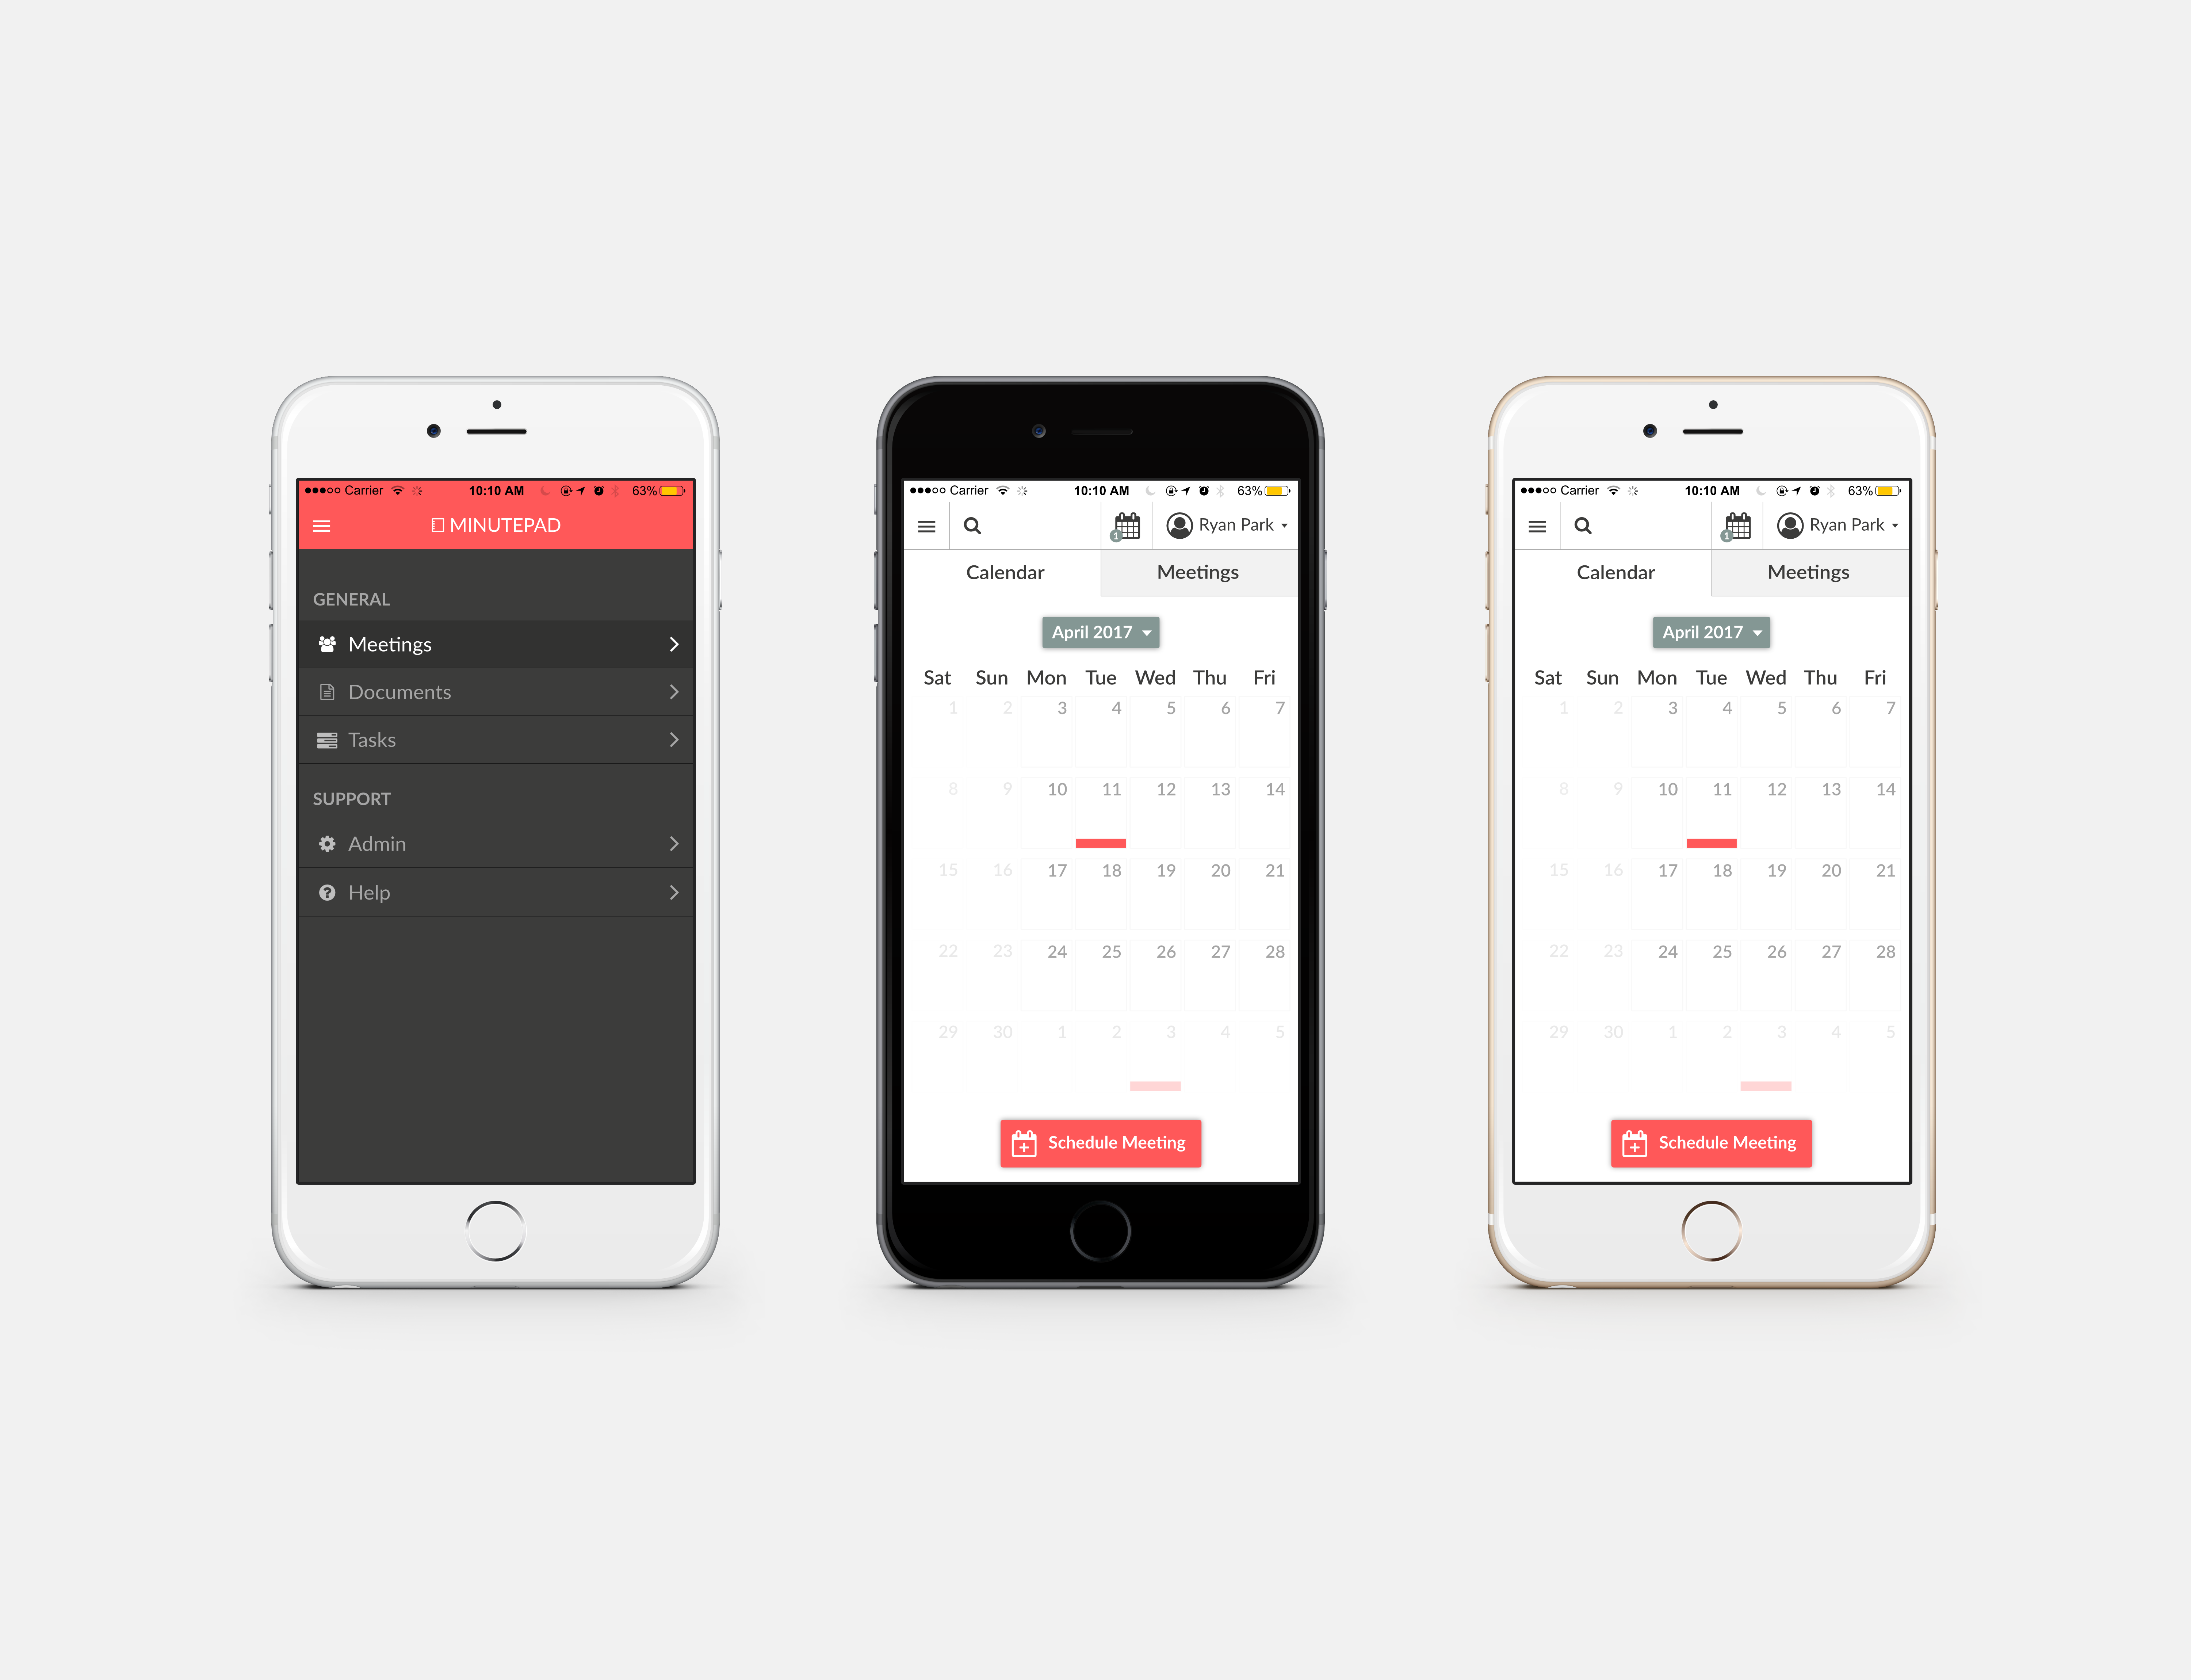 Carrier 10:10 AM 63%
MINUTEPAD
GENERAL
Meetings
Documents
Tasks
SUPPORT
Admin
Help
Carrier 10:10 AM 63%
1 Ryan Park
Calendar Meetings
April 2017
Sat Sun Mon Tue Wed Thu Fri
1 2 3 4 5 6 7
8 9 10 11 12 13 14
15 16 17 18 19 20 21
22 23 24 25 26 27 28
29 30 1 2 3 4 5
Schedule Meeting
Carrier 10:10 AM 63%
1 Ryan Park
Calendar Meetings
April 2017
Sat Sun Mon Tue Wed Thu Fri
1 2 3 4 5 6 7
8 9 10 11 12 13 14
15 16 17 18 19 20 21
22 23 24 25 26 27 28
29 30 1 2 3 4 5
Schedule Meeting